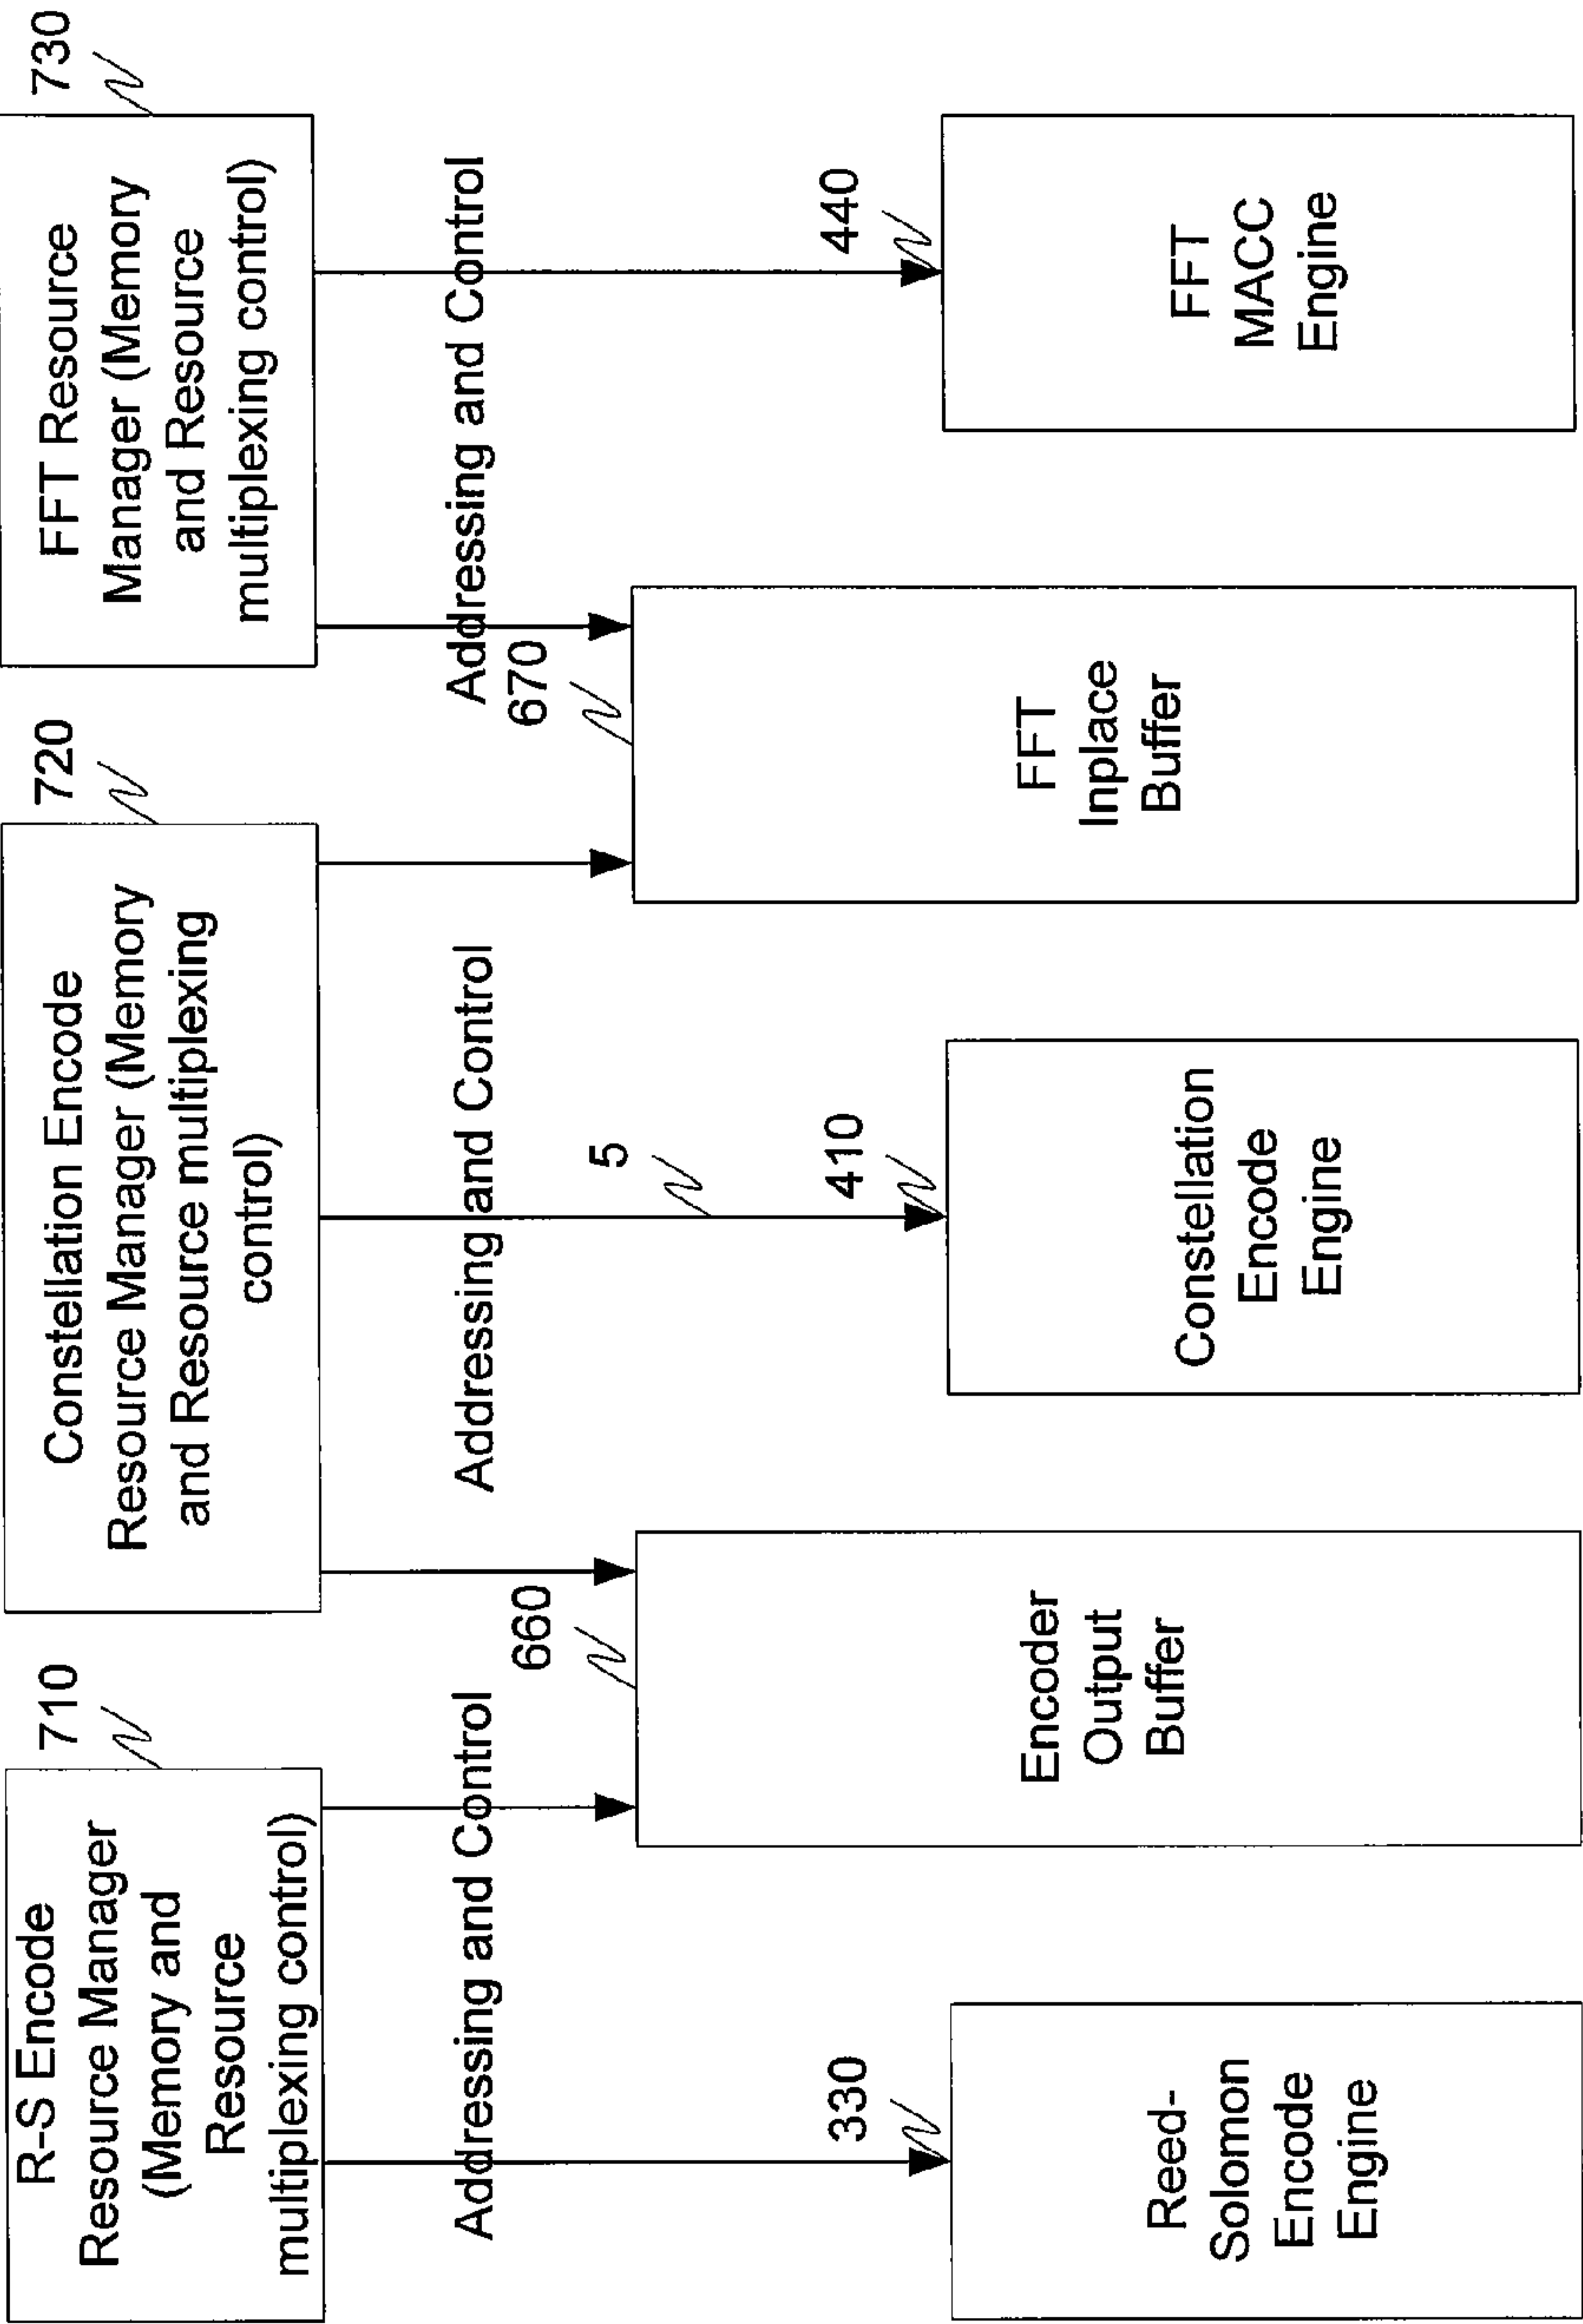 R-S Encode
Resource Manager
(Memory and
Resource
multiplexing control)
710
Constellation Encode
Resource Manager (Memory
and Resource multiplexing
control)
720
FFT Resource
Manager (Memory
and Resource
multiplexing control)
730
Addressing and Control
Addressing and Control
Addressing and Control
330
660
5
410
670
440
Reed-
Solomon
Encode
Engine
Encoder
Output
Buffer
Constellation
Encode
Engine
FFT
Inplace
Buffer
FFT
MACC
Engine